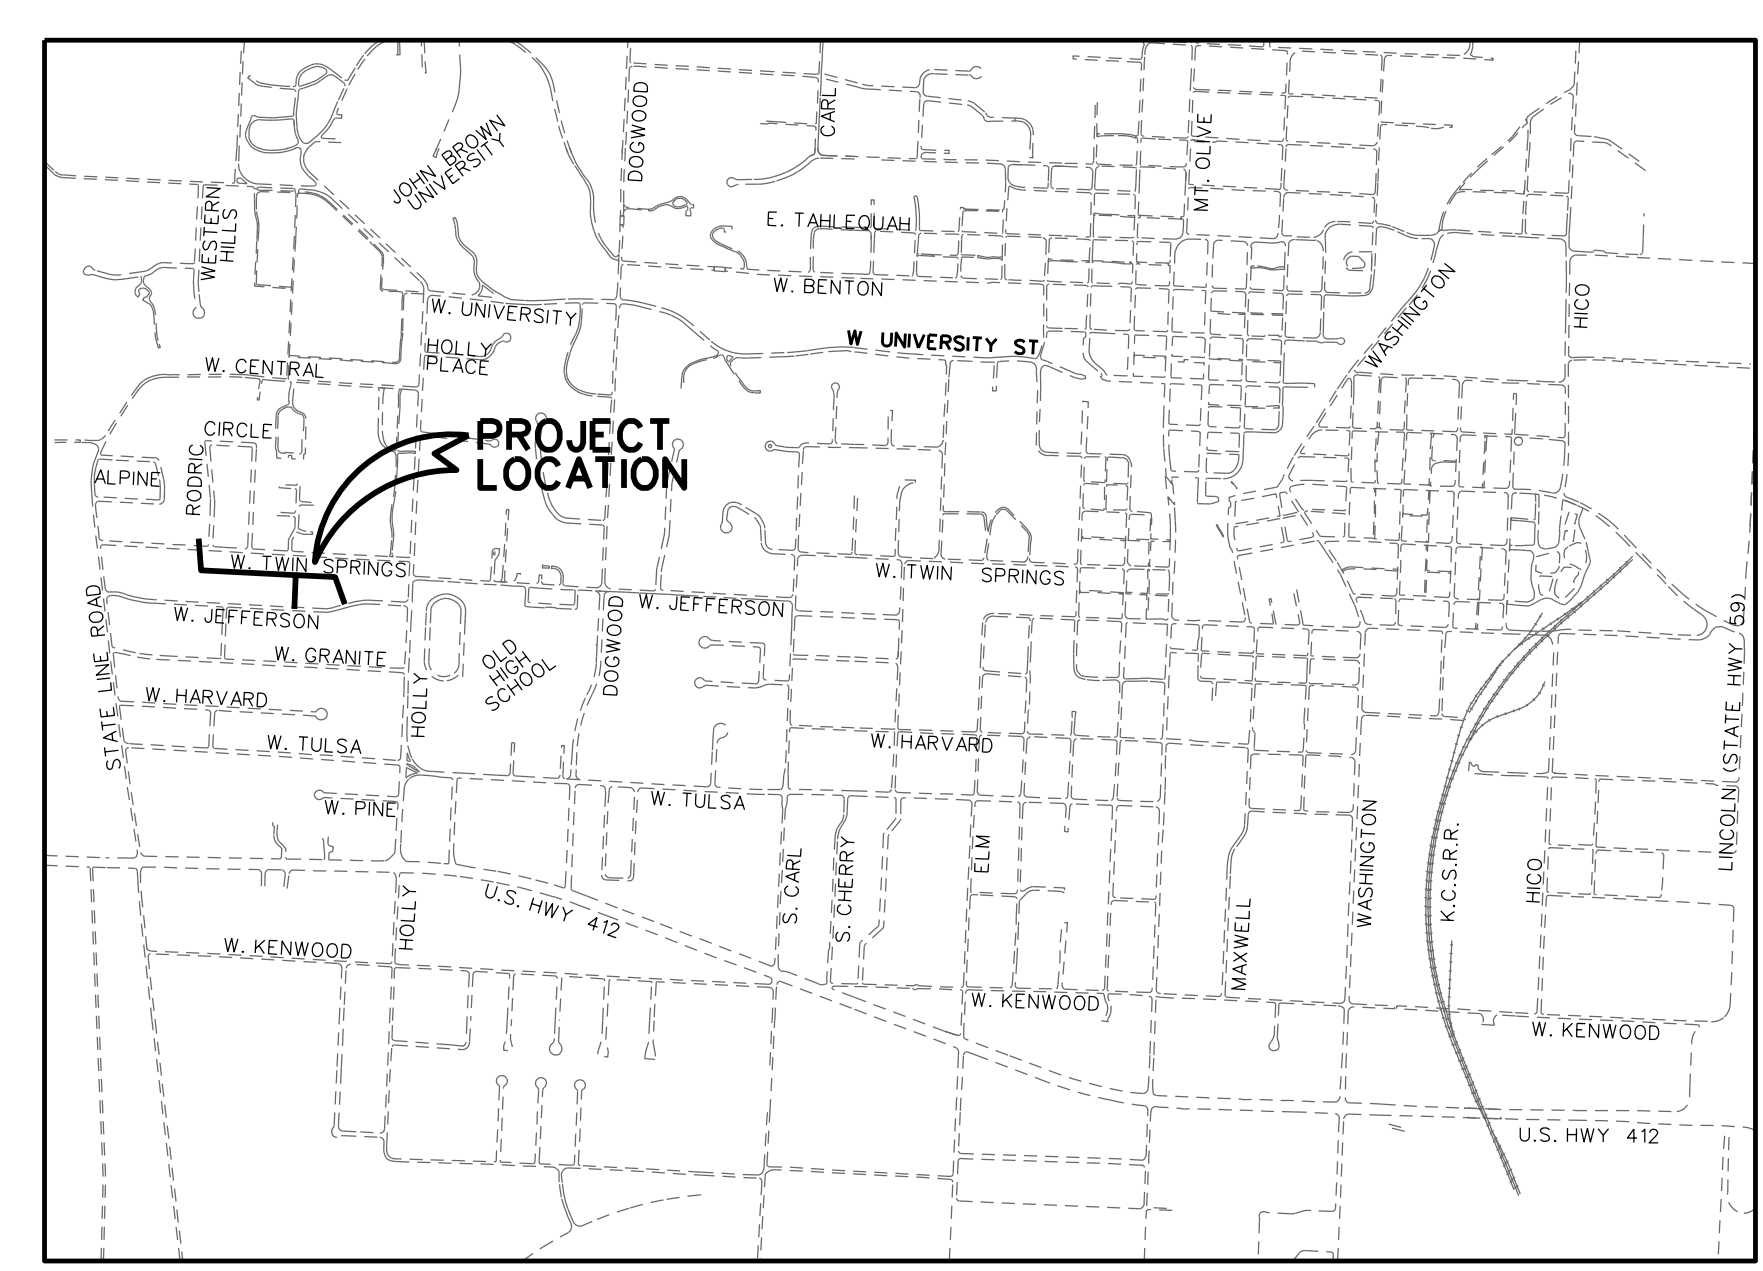 DOGWOOD
CARL
JOHN BROWN
UNIVERSITY
MT. OLIVE
WESTERN
HILLS
E. TAHLEQUAH
W. BENTON
WASHINGTON
HICO
W. UNIVERSITY
W UNIVERSITY ST
HOLLY
PLACE
W. CENTRAL
CIRCLE
PROJECT
LOCATION
ALPINE
RODRIC
W. TWIN SPRINGS
W. TWIN SPRINGS
W. JEFFERSON
W. JEFFERSON
STATE LINE ROAD
DOGWOOD
OLD
HIGH
SCHOOL
W. GRANITE
W. HARVARD
HOLLY
W. TULSA
W. HARVARD
W. PINE
W. TULSA
LINCOLN (STATE HWY 59)
S. CARL
S. CHERRY
ELM
WASHINGTON
K.C.S.R.R.
HICO
MAXWELL
HOLLY
U.S. HWY 412
W. KENWOOD
W. KENWOOD
W. KENWOOD
U.S. HWY 412